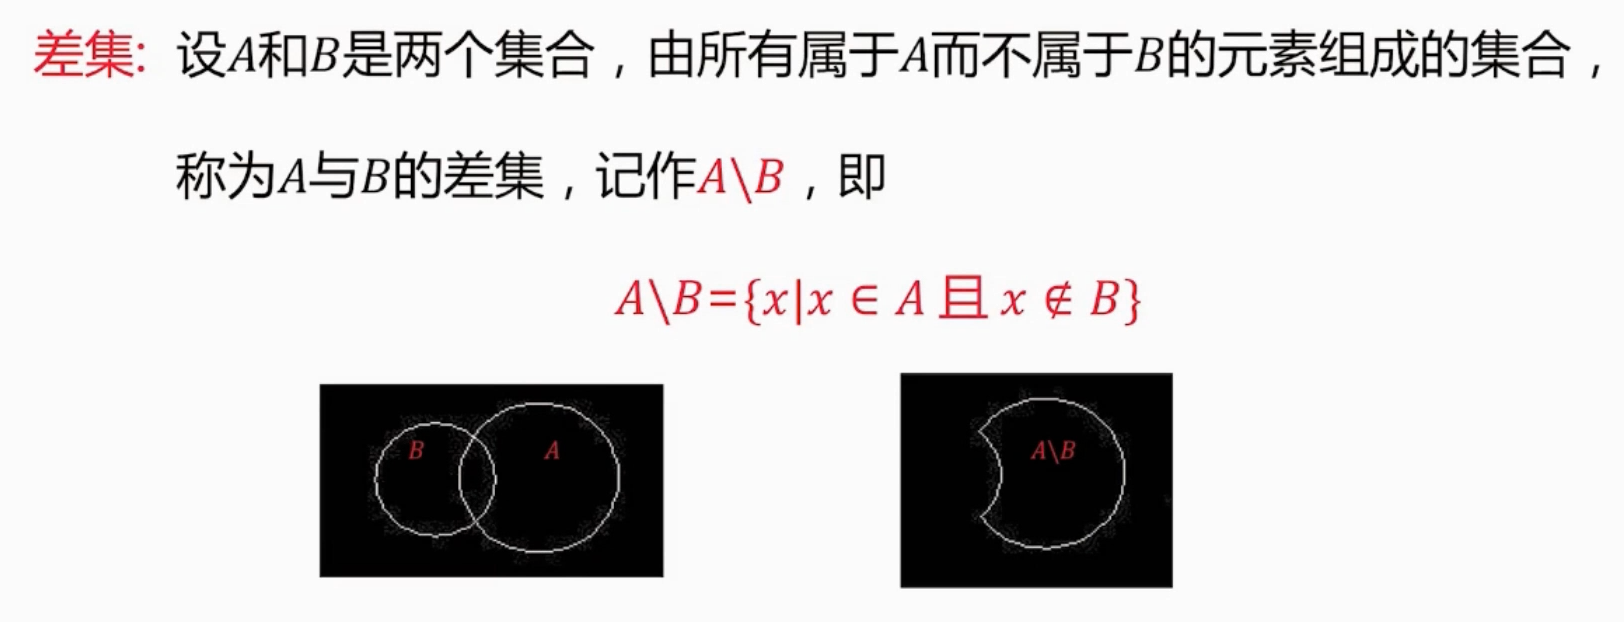 差集: 设A和B是两个集合，由所有属于A而不属于B的元素组成的集合，
称为A与B的差集，记作A\B，即
A\B={x|x ∈ A 且 x ∉ B}
B A
A\B